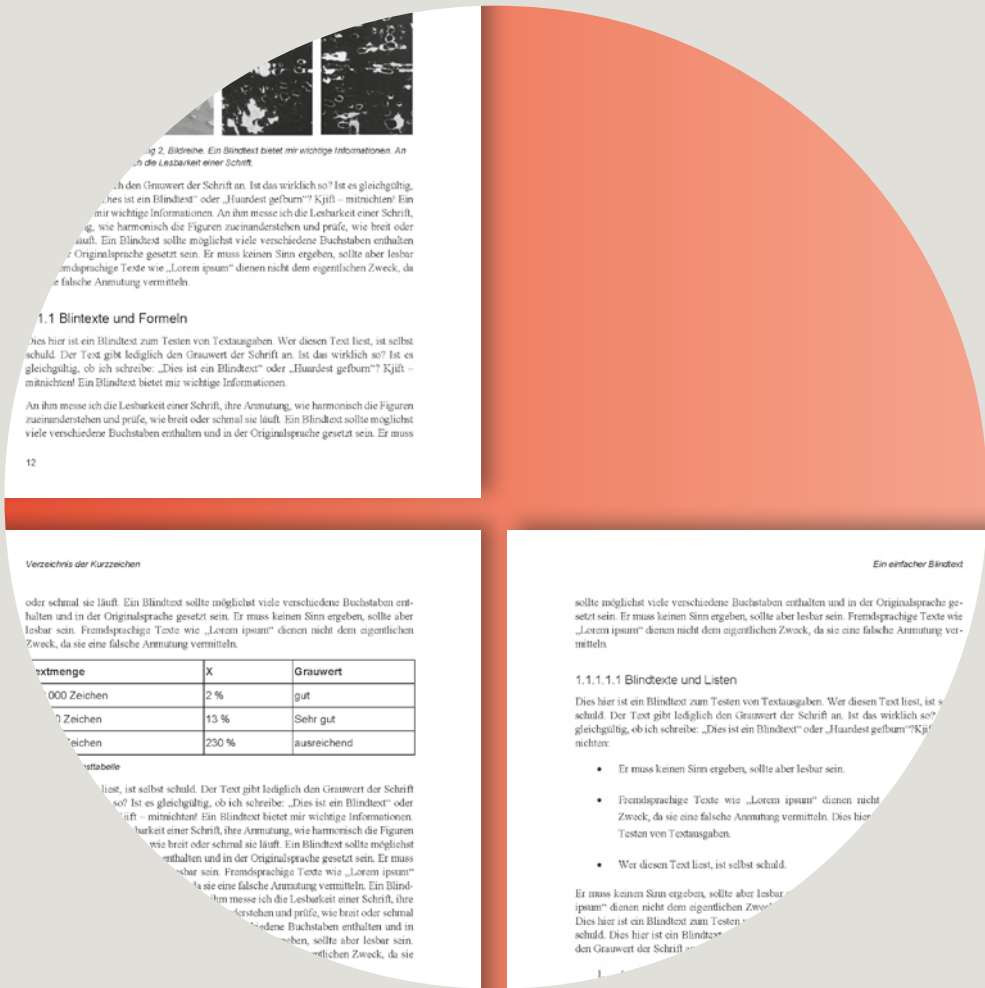 2, Bildreihe. Ein Blindtext bietet mir wichtige Informationen. An
die Lesbarkeit einer Schrift.
den Grauwert der Schrift an. Ist das wirklich so? Ist es gleichgültig,
„Dies ist ein Blindtext“ oder „Huardest gefburn“? Kjift – mitnichten! Ein
mir wichtige Informationen. An ihm messe ich die Lesbarkeit einer Schrift,
wie harmonisch die Figuren zueinanderstehen und prüfe, wie breit oder
läuft. Ein Blindtext sollte möglichst viele verschiedene Buchstaben enthalten
Originalsprache gesetzt sein. Er muss keinen Sinn ergeben, sollte aber lesbar
Texte wie „Lorem ipsum“ dienen nicht dem eigentlichen Zweck, da
falsche Anmutung vermitteln.
1.1 Blintexte und Formeln
Dies hier ist ein Blindtext zum Testen von Textausgaben. Wer diesen Text liest, ist selbst
schuld. Der Text gibt lediglich den Grauwert der Schrift an. Ist das wirklich so? Ist es
gleichgültig, ob ich schreibe: „Dies ist ein Blindtext“ oder „Huardest gefburn“? Kjift –
mitnichten! Ein Blindtext bietet mir wichtige Informationen.
An ihm messe ich die Lesbarkeit einer Schrift, ihre Anmutung, wie harmonisch die Figuren
zueinanderstehen und prüfe, wie breit oder schmal sie läuft. Ein Blindtext sollte möglichst
viele verschiedene Buchstaben enthalten und in der Originalsprache gesetzt sein. Er muss
12
Verzeichnis der Kurzzeichen
oder schmal sie läuft. Ein Blindtext sollte möglichst viele verschiedene Buchstaben ent-
halten und in der Originalsprache gesetzt sein. Er muss keinen Sinn ergeben, sollte aber
lesbar sein. Fremdsprachige Texte wie „Lorem ipsum“ dienen nicht dem eigentlichen
Zweck, da sie eine falsche Anmutung vermitteln.
extmenge X Grauwert
000 Zeichen 2 % gut
0 Zeichen 13 % Sehr gut
Zeichen 230 % ausreichend
esttabelle
liest, ist selbst schuld. Der Text gibt lediglich den Grauwert der Schrift
so? Ist es gleichgültig, ob ich schreibe: „Dies ist ein Blindtext“ oder
– mitnichten! Ein Blindtext bietet mir wichtige Informationen.
einer Schrift, ihre Anmutung, wie harmonisch die Figuren
wie breit oder schmal sie läuft. Ein Blindtext sollte möglichst
enthalten und in der Originalsprache gesetzt sein. Er muss
sein. Fremdsprachige Texte wie „Lorem ipsum“
da sie eine falsche Anmutung vermitteln. Ein Blind-
ihm messe ich die Lesbarkeit einer Schrift, ihre
und prüfe, wie breit oder schmal
Buchstaben enthalten und in
sollte aber lesbar sein.
Zweck, da sie
Ein einfacher Blindtext
sollte möglichst viele verschiedene Buchstaben enthalten und in der Originalsprache ge-
setzt sein. Er muss keinen Sinn ergeben, sollte aber lesbar sein. Fremdsprachige Texte wie
„Lorem ipsum“ dienen nicht dem eigentlichen Zweck, da sie eine falsche Anmutung ver-
mitteln.
1.1.1.1.1 Blindtexte und Listen
Dies hier ist ein Blindtext zum Testen von Textausgaben. Wer diesen Text liest, ist
schuld. Der Text gibt lediglich den Grauwert der Schrift an. Ist das wirklich so?
gleichgültig, ob ich schreibe: „Dies ist ein Blindtext“ oder „Huardest gefburn“?
nichten:
• Er muss keinen Sinn ergeben, sollte aber lesbar sein.
• Fremdsprachige Texte wie „Lorem ipsum“ dienen nicht
Zweck, da sie eine falsche Anmutung vermitteln. Dies hier
Testen von Textausgaben.
• Wer diesen Text liest, ist selbst schuld.
Er muss keinen Sinn ergeben, sollte aber lesbar
ipsum“ dienen nicht dem eigentlichen Zweck
Dies hier ist ein Blindtext zum Testen
schuld. Dies hier ist ein Blindtext
den Grauwert der Schrift
1.